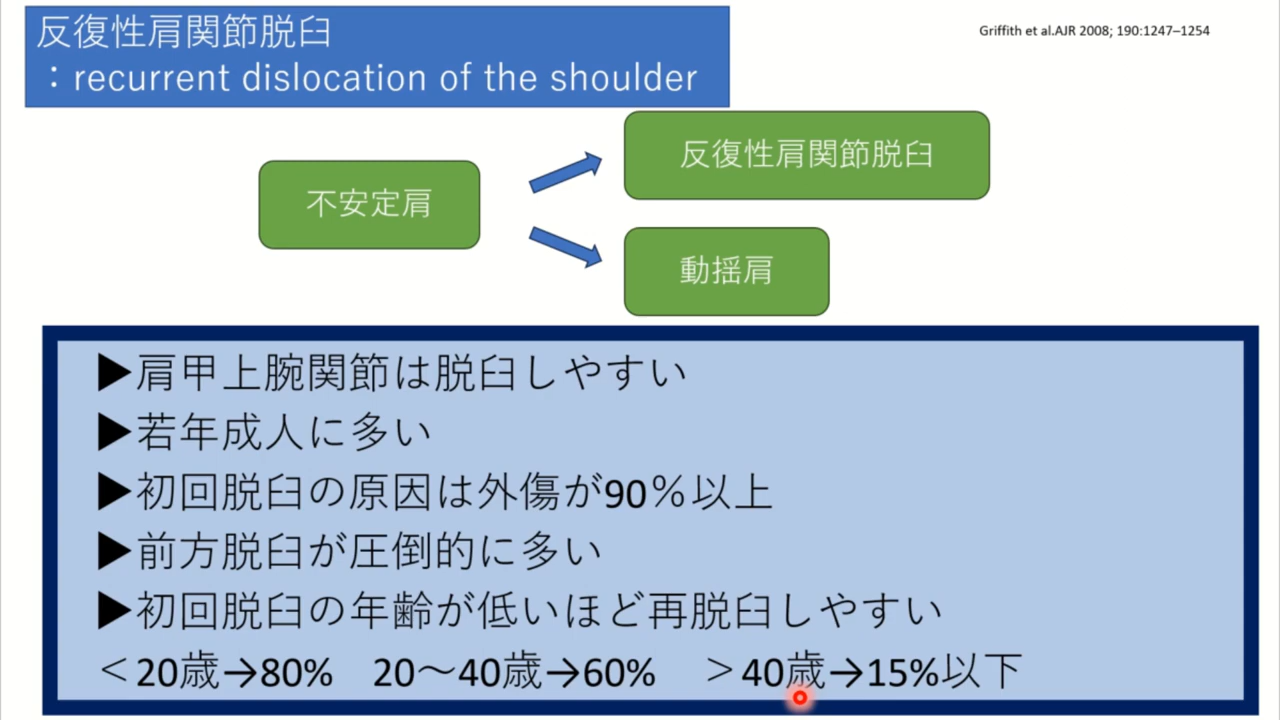 反復性肩関節脱臼
：recurrent dislocation of the shoulder
Griffith et al.AJR 2008; 190:1247–1254
不安定肩
反復性肩関節脱臼
動揺肩
▶肩甲上腕関節は脱臼しやすい
▶若年成人に多い
▶初回脱臼の原因は外傷が90％以上
▶前方脱臼が圧倒的に多い
▶初回脱臼の年齢が低いほど再脱臼しやすい
＜20歳→80%　20～40歳→60%　＞40歳→15%以下